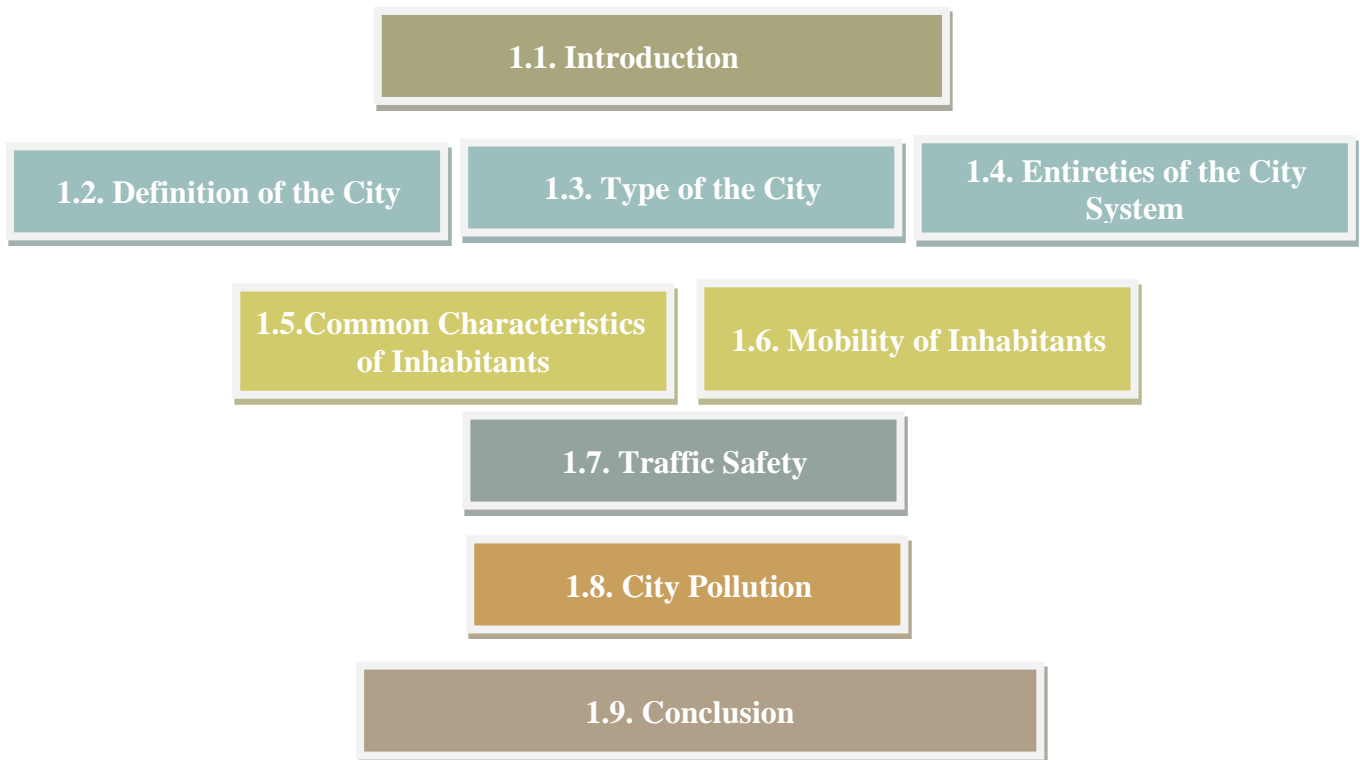 1.1. Introduction
1.2. Definition of the City
1.3. Type of the City
1.4. Entireties of the City
System
1.5.Common Characteristics
of Inhabitants
1.6. Mobility of Inhabitants
1.7. Traffic Safety
1.8. City Pollution
1.9. Conclusion